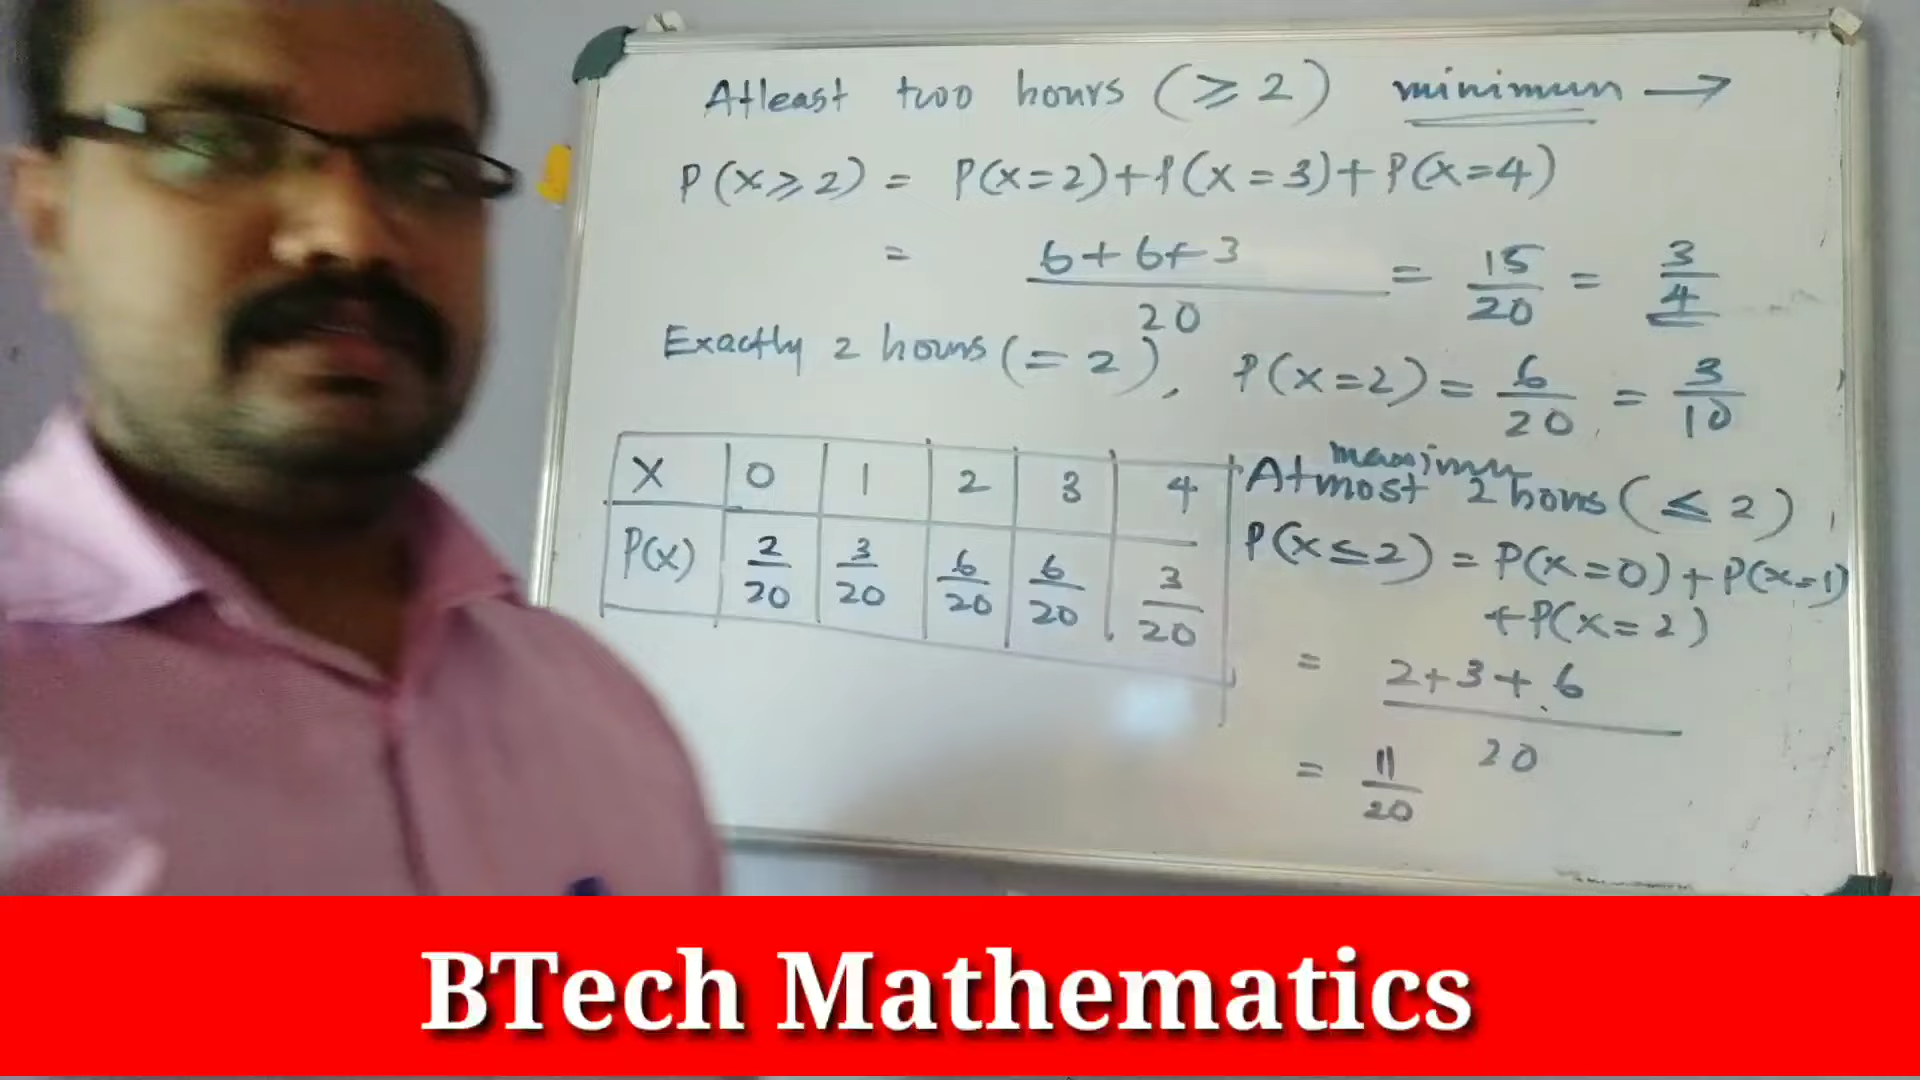 Atleast two hours (≥ 2) minimum →
P(X ≥ 2) = P(X=2)+P(X=3)+P(X=4)
= 6+6+3 / 20 = 15/20 = 3/4
Exactly 2 hours (= 2), P(X=2) = 6/20 = 3/10
X 0 1 2 3 4
P(X) 2/20 3/20 6/20 6/20 3/20
maximum
Atmost 2 hours (≤ 2)
P(X≤2) = P(X=0)+P(X=1)
+P(X=2)
= 2+3+6 / 20
= 11/20
BTech Mathematics